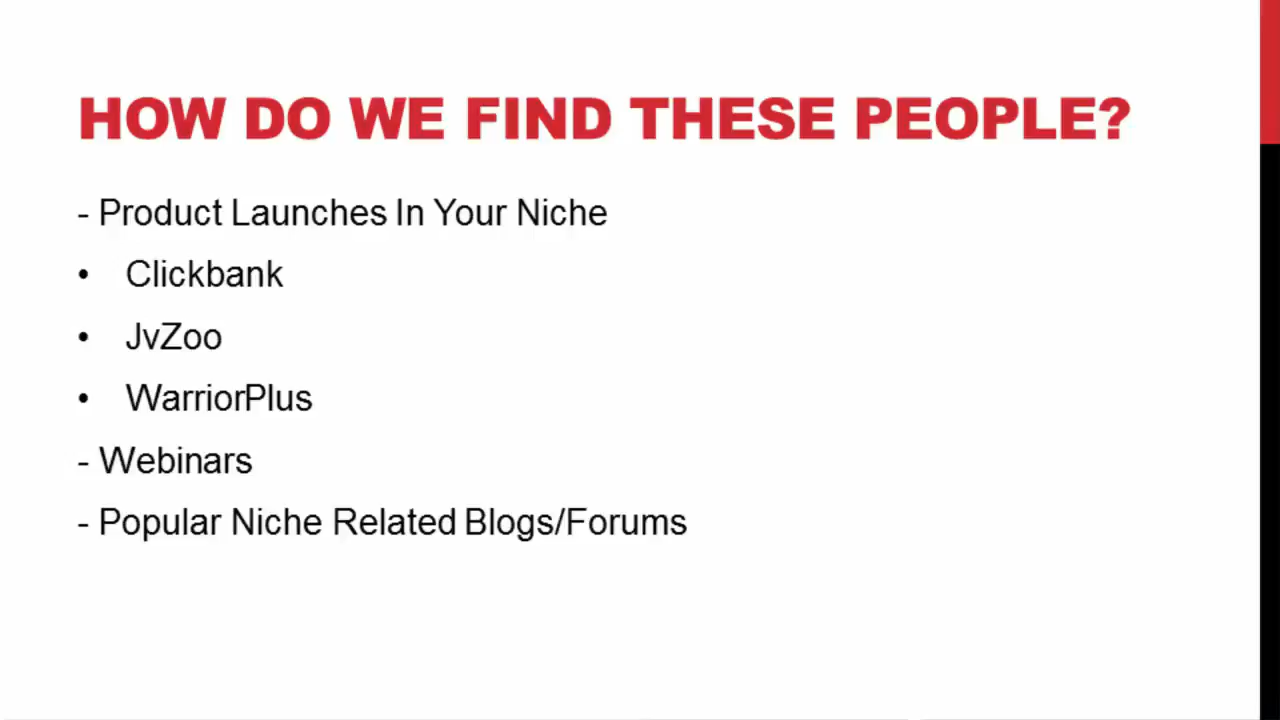 HOW DO WE FIND THESE PEOPLE?
- Product Launches In Your Niche
• Clickbank
• JvZoo
• WarriorPlus
- Webinars
- Popular Niche Related Blogs/Forums